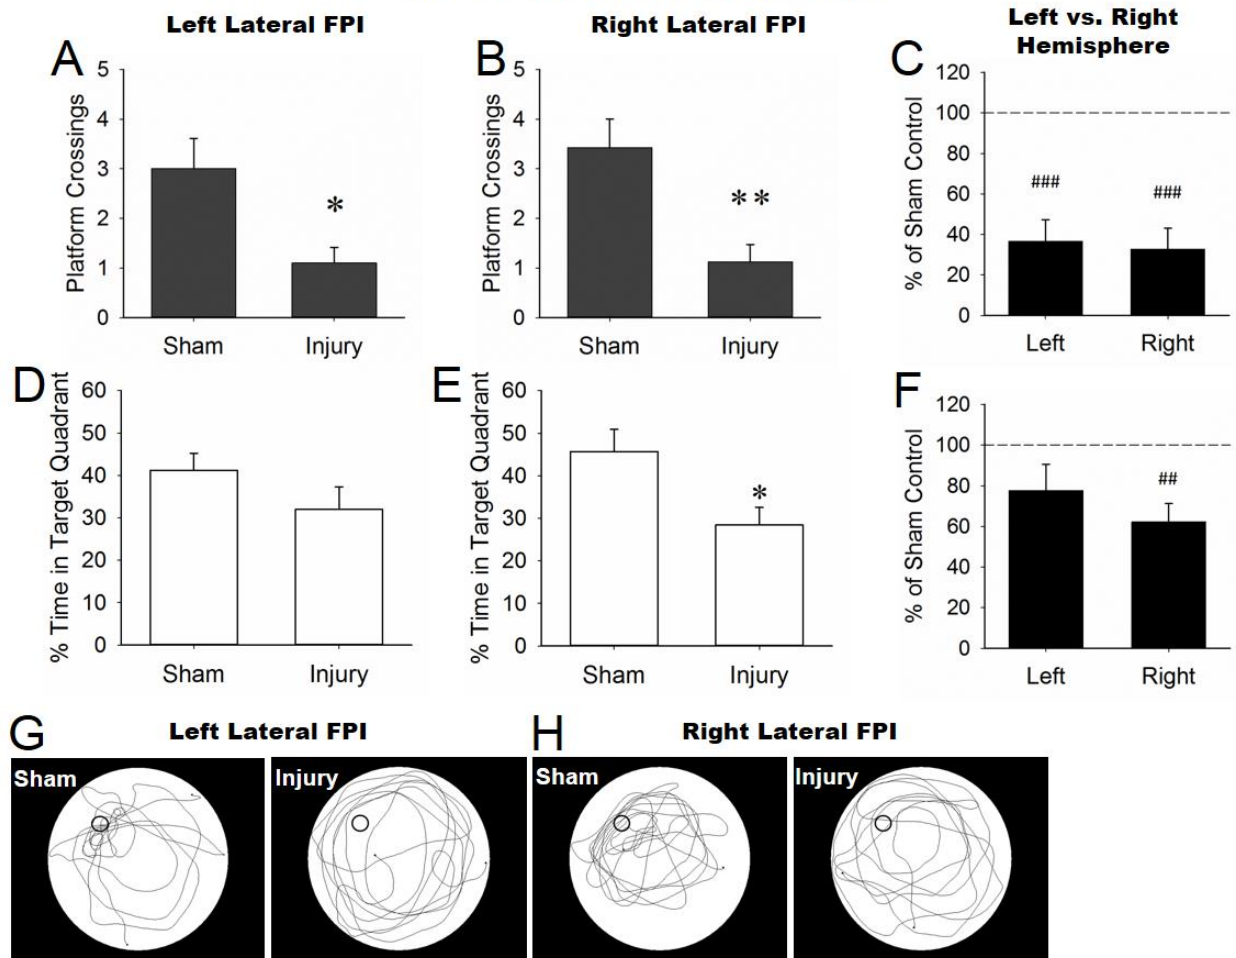 Left Lateral FPI
Right Lateral FPI
Left vs. Right
Hemisphere
A
Platform Crossings
5
4
3
2
1
0
*
Sham
Injury
B
Platform Crossings
5
4
3
2
1
0
**
Sham
Injury
C
% of Sham Control
120
100
80
60
40
20
0
###
###
Left
Right
D
% Time in Target Quadrant
60
50
40
30
20
10
0
Sham
Injury
E
% Time in Target Quadrant
60
50
40
30
20
10
0
*
Sham
Injury
F
% of Sham Control
120
100
80
60
40
20
0
##
Left
Right
G
Left Lateral FPI
Sham
Injury
H
Right Lateral FPI
Sham
Injury